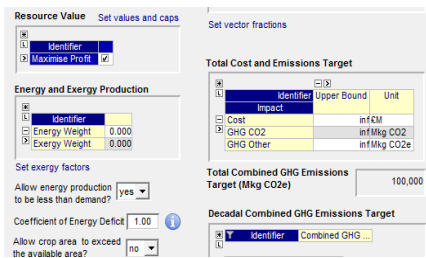 Resource Value Set values and caps
L Identifier
Maximise Profit
Energy and Exergy Production
L Identifier
Energy Weight 0.000
Exergy Weight 0.000
Set exergy factors
Allow energy production
to be less than demand? yes
Coefficient of Energy Deficit 1.00 i
Allow crop area to exceed
the available area? no
Set vector fractions
Total Cost and Emissions Target
L Identifier Upper Bound Unit
Impact
Cost inf £M
GHG CO2 inf Mkg CO2
GHG Other inf Mkg CO2e
Total Combined GHG Emissions
Target (Mkg CO2e) 100,000
Decadal Combined GHG Emissions Target
Identifier Combined GHG ...
L